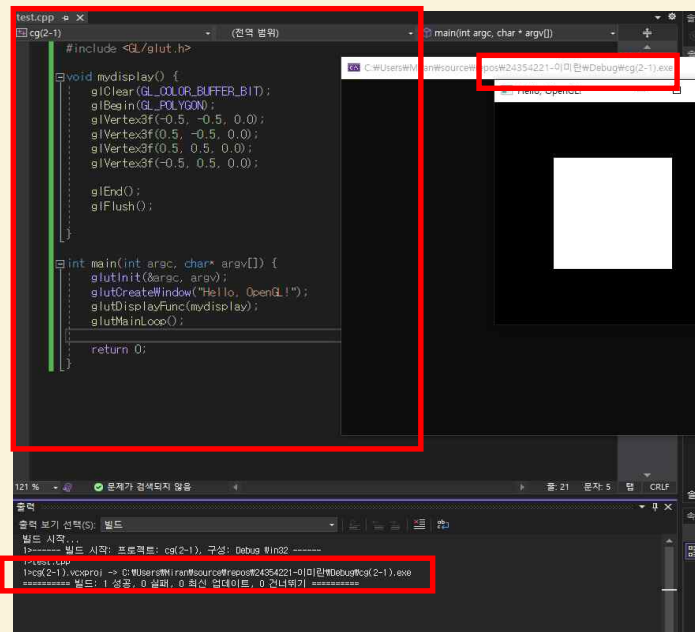 test.cpp
cg(2-1)
(전역 범위)
main(int argc, char * argv[])
#include <GL/glut.h>
void mydisplay() {
glClear(GL_COLOR_BUFFER_BIT);
glBegin(GL_POLYGON);
glVertex3f(-0.5, -0.5, 0.0);
glVertex3f(0.5, -0.5, 0.0);
glVertex3f(0.5, 0.5, 0.0);
glVertex3f(-0.5, 0.5, 0.0);
glEnd();
glFlush();
}
int main(int argc, char* argv[]) {
glutInit(&argc, argv);
glutCreateWindow("Hello, OpenGL!");
glutDisplayFunc(mydisplay);
glutMainLoop();
return 0;
}
C:₩Users₩Miran₩source₩repos₩24354221-이미란₩Debug₩cg(2-1).exe
Hello, OpenGL!
121 %
문제가 검색되지 않음
줄: 21
문자: 5
탭
CRLF
출력
출력 보기 선택(S):
빌드
빌드 시작...
1>------ 빌드 시작: 프로젝트: cg(2-1), 구성: Debug Win32 ------
1>test.cpp
1>cg(2-1).vcxproj -> C:₩Users₩Miran₩source₩repos₩24354221-이미란₩Debug₩cg(2-1).exe
========== 빌드: 1 성공, 0 실패, 0 최신 업데이트, 0 건너뛰기 ==========